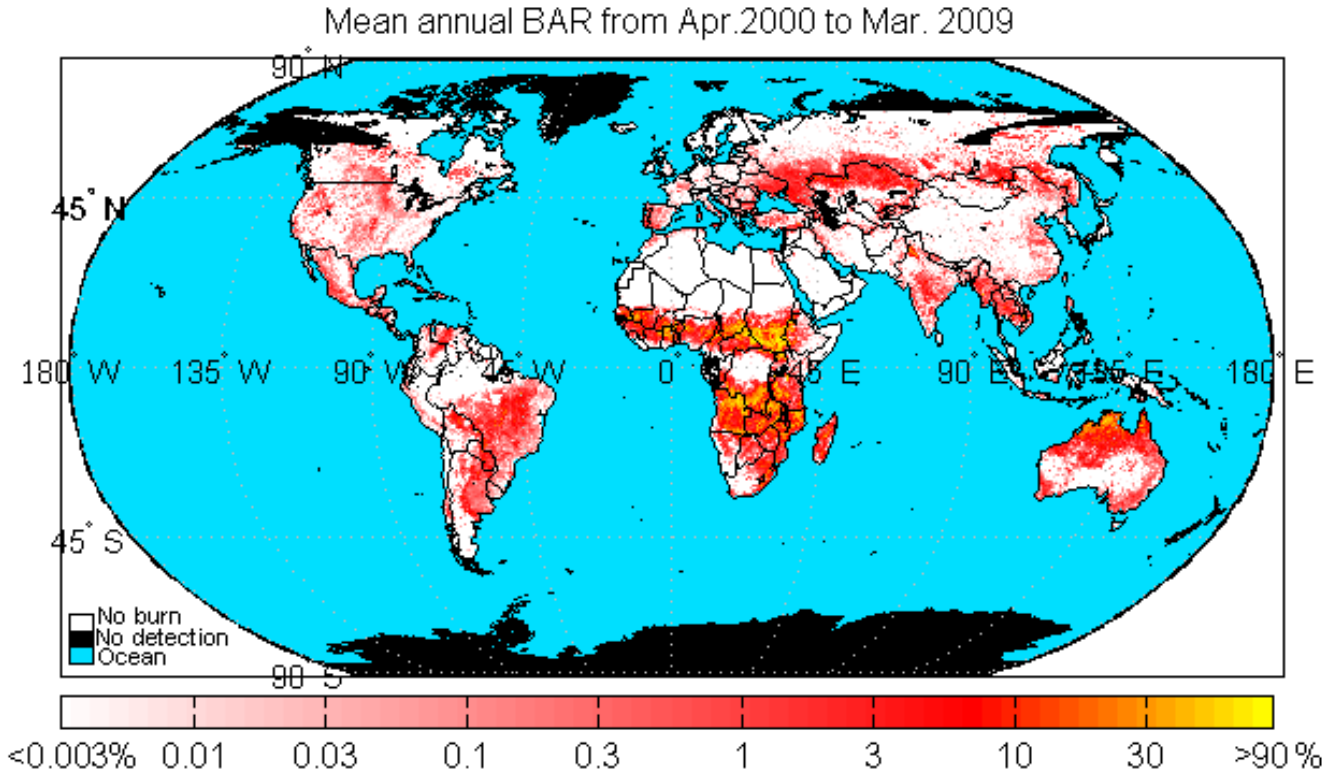 Mean annual BAR from Apr.2000 to Mar. 2009
90° N
45° N
180° W 135° W 90° W 45° W 0° 45° E 90° E 135° E 180° E
45° S
No burn
No detection
Ocean
90° S
<0.003% 0.01 0.03 0.1 0.3 1 3 10 30 >90 %